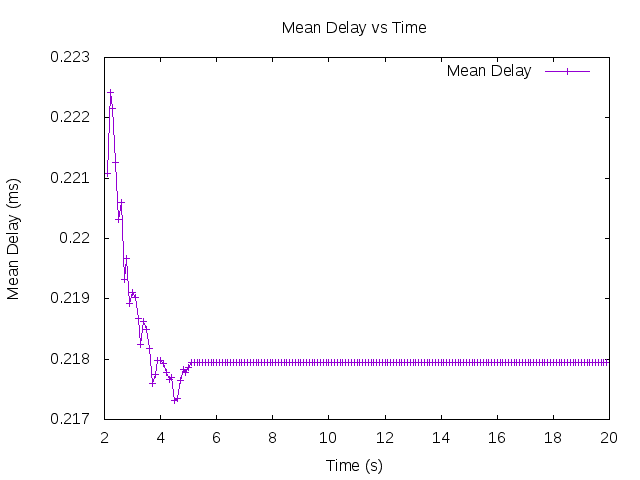 Mean Delay vs Time
Mean Delay
0.223
0.222
0.221
0.22
0.219
0.218
0.217
Mean Delay (ms)
2 4 6 8 10 12 14 16 18 20
Time (s)